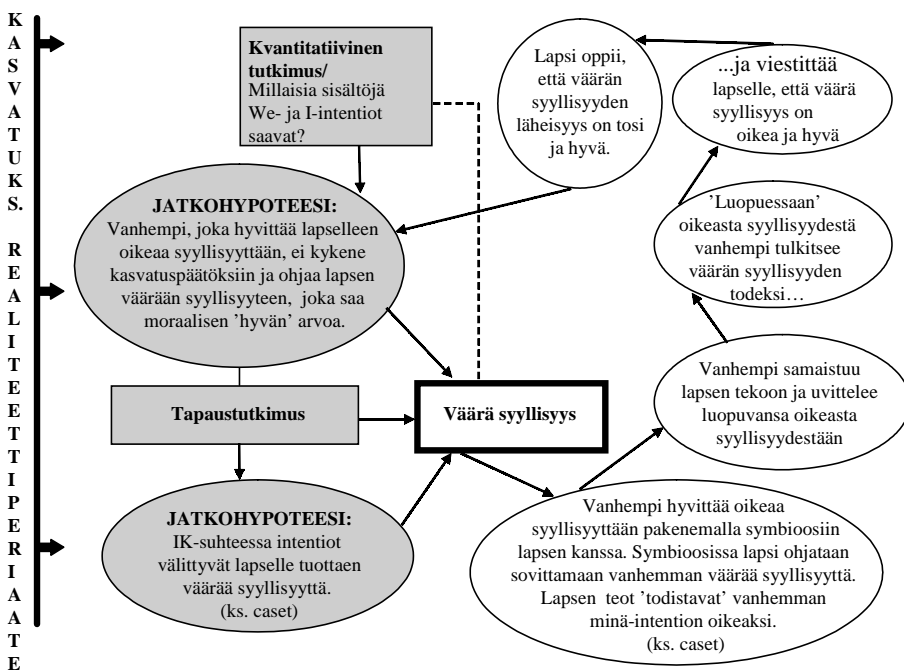 KASVATUKS. REALITEETTIPERIAATE
Kvantitatiivinen
tutkimus/
Millaisia sisältöjä
We- ja I-intentiot
saavat?
Lapsi oppii,
että väärän
syyllisyyden
läheisyys on tosi
ja hyvä.
...ja viestittää
lapselle, että väärä
syyllisyys on
oikea ja hyvä
JATKOHYPOTEESI:
Vanhempi, joka hyvittää lapselleen
oikeaa syyllisyyttään, ei kykene
kasvatuspäätöksiin ja ohjaa lapsen
väärään syyllisyyteen, joka saa
moraalisen ’hyvän’ arvoa.
’Luopuessaan’
oikeasta syyllisyydestä
vanhempi tulkitsee
väärän syyllisyyden
todeksi…
Vanhempi samaistuu
lapsen tekoon ja uvittelee
luopuvansa oikeasta
syyllisyydestään
Tapaustutkimus
Väärä syyllisyys
JATKOHYPOTEESI:
IK-suhteessa intentiot
välittyvät lapselle tuottaen
väärää syyllisyyttä.
(ks. caset)
Vanhempi hyvittää oikeaa
syyllisyyttään pakenemalla symbioosiin
lapsen kanssa. Symbioosissa lapsi ohjataan
sovittamaan vanhemman väärää syyllisyyttä.
Lapsen teot 'todistavat' vanhemman
minä-intention oikeaksi.
(ks. caset)